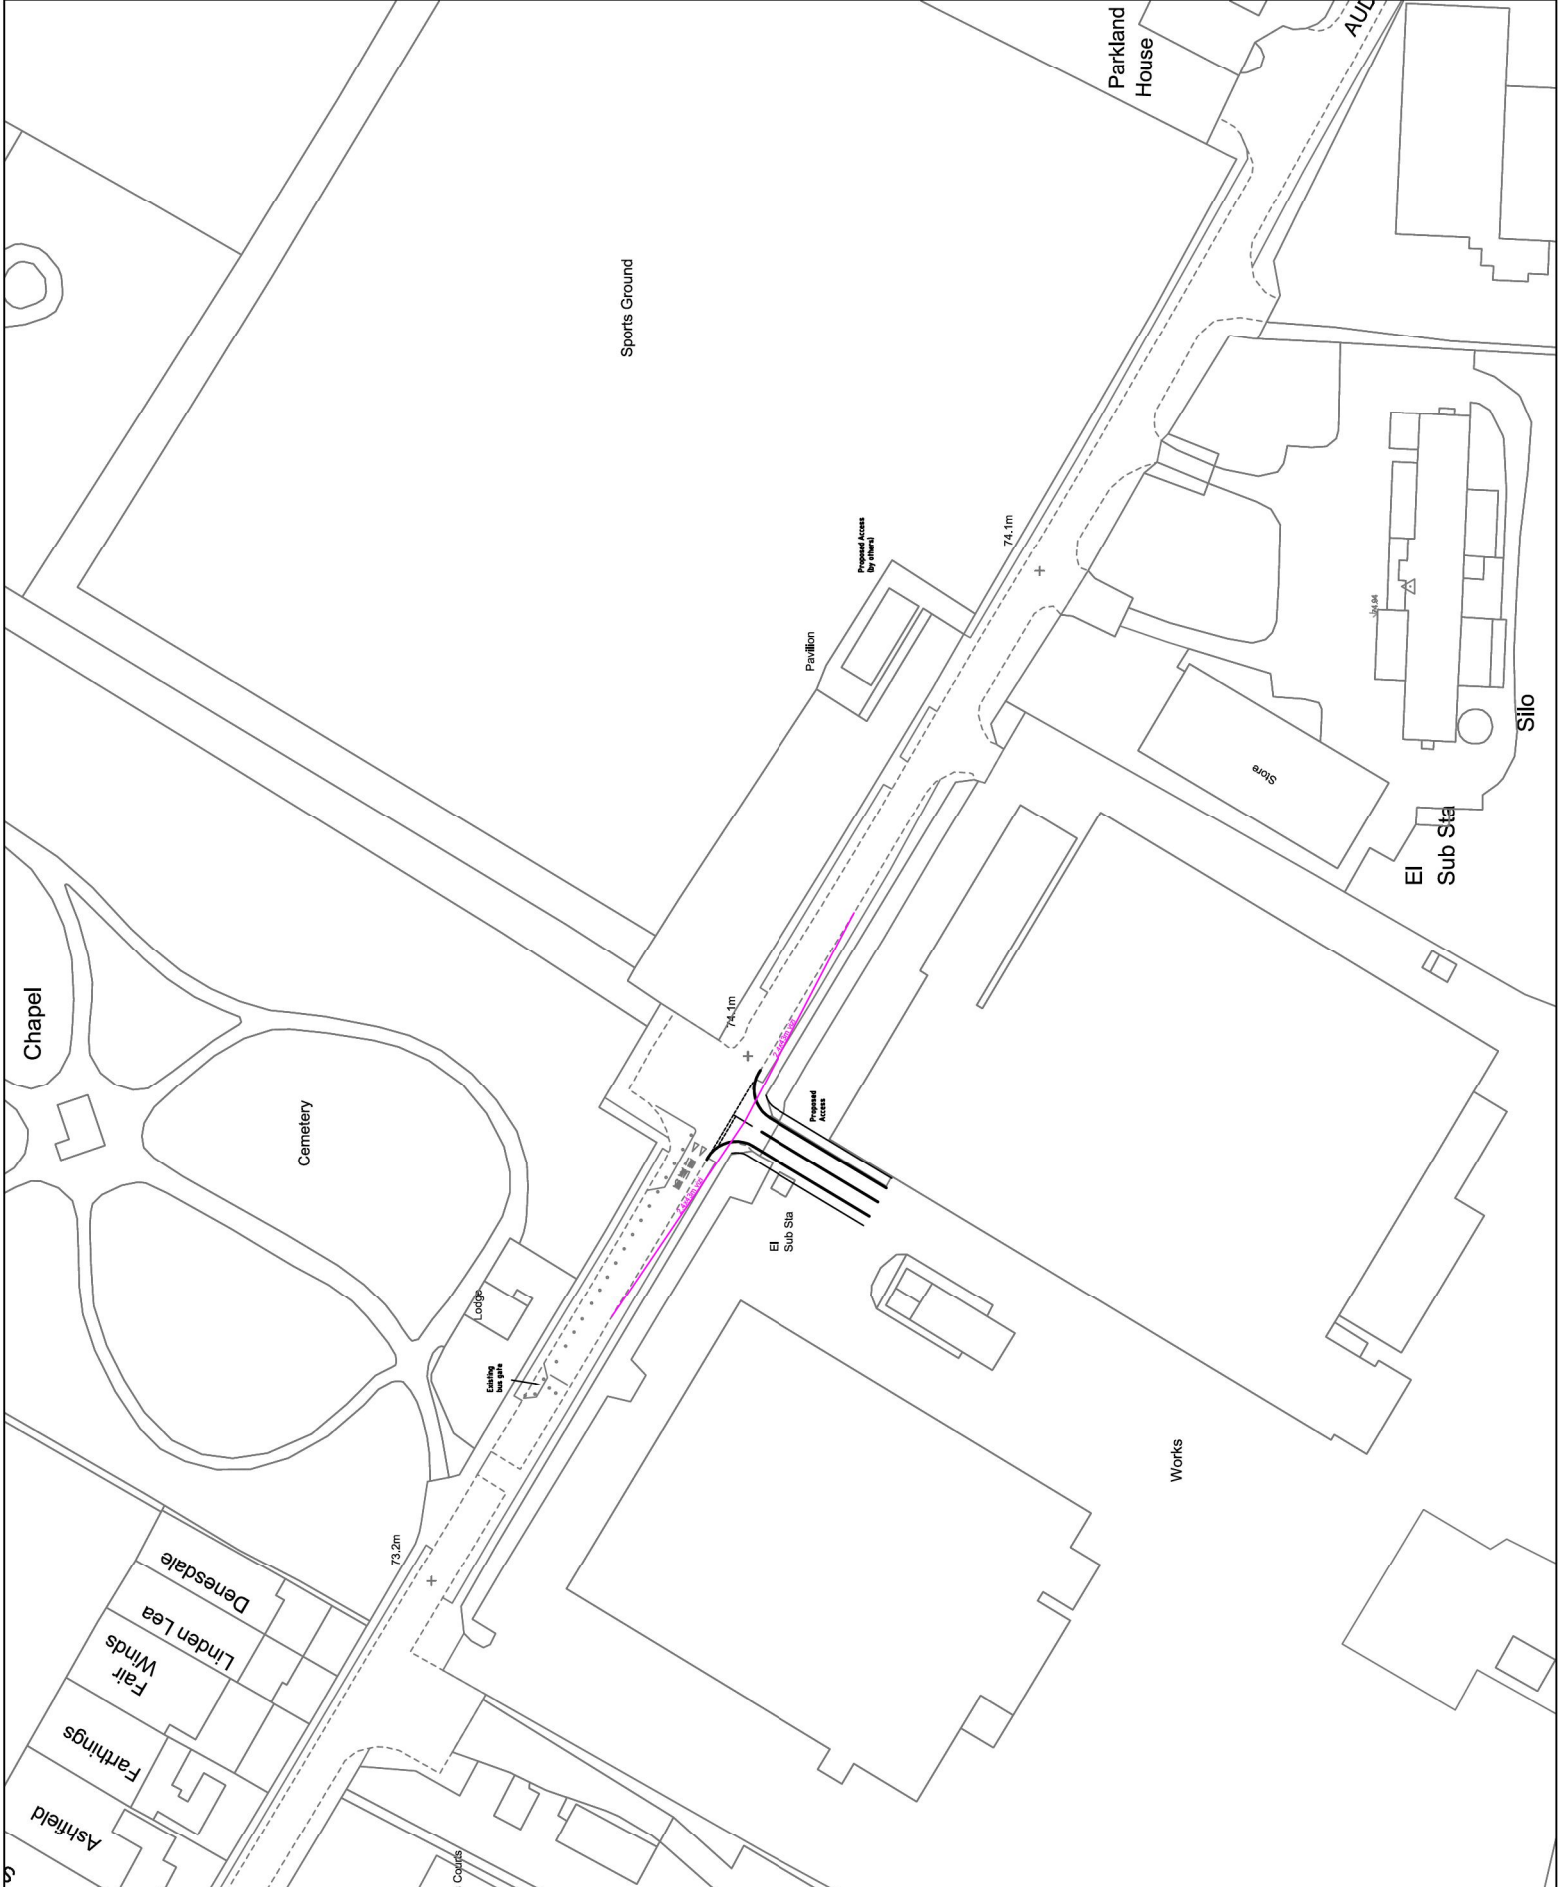 Parkland
House
AUD
Sports Ground
Proposed Access
(by others)
74.1m
Pavilion
Silo
Store
El
Sub Sta
Chapel
74.1m
Cemetery
Proposed
Access
El
Sub Sta
Lodge
Existing
bus gate
Works
73.2m
Denesdale
Linden Lea
Fair
Winds
Farthings
Ashfield
Courts